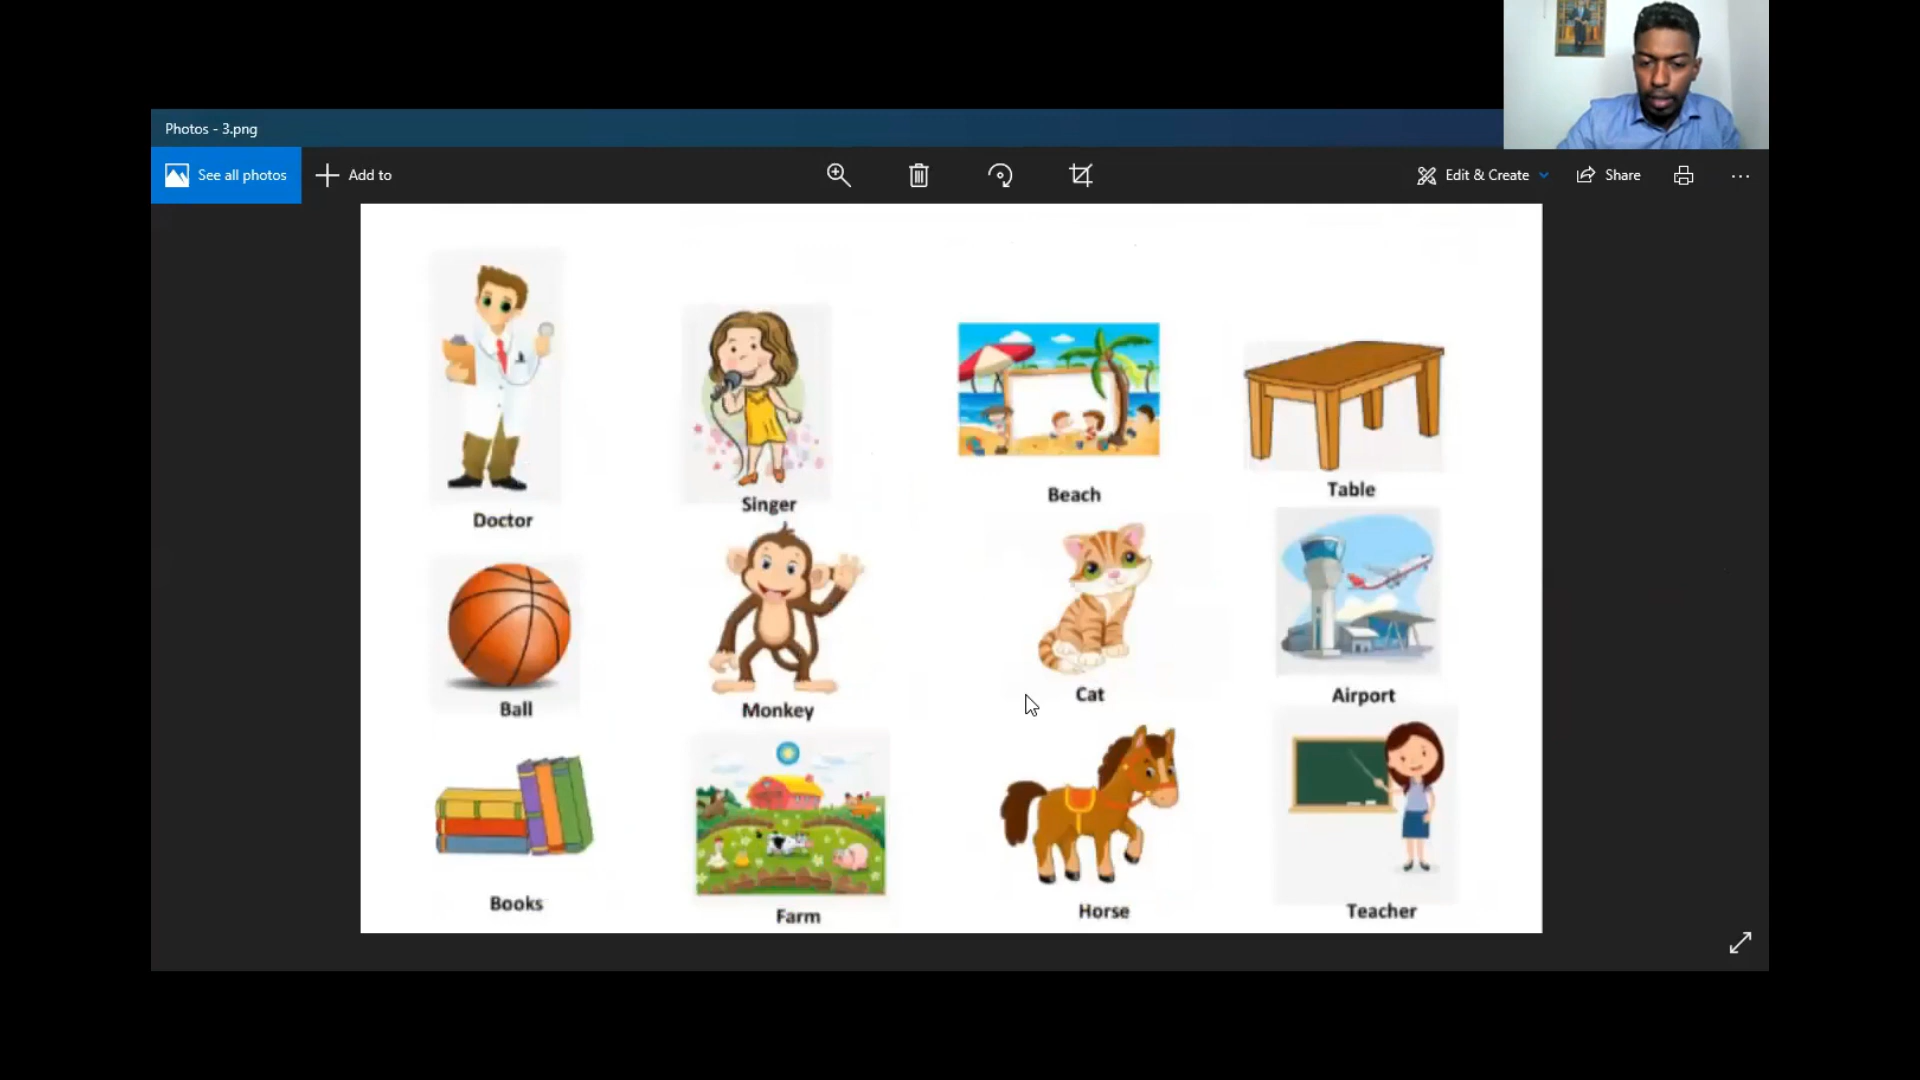 Photos - 3.png
See all photos
Add to
Edit & Create
Share
Doctor
Singer
Beach
Table
Ball
Monkey
Cat
Airport
Books
Farm
Horse
Teacher